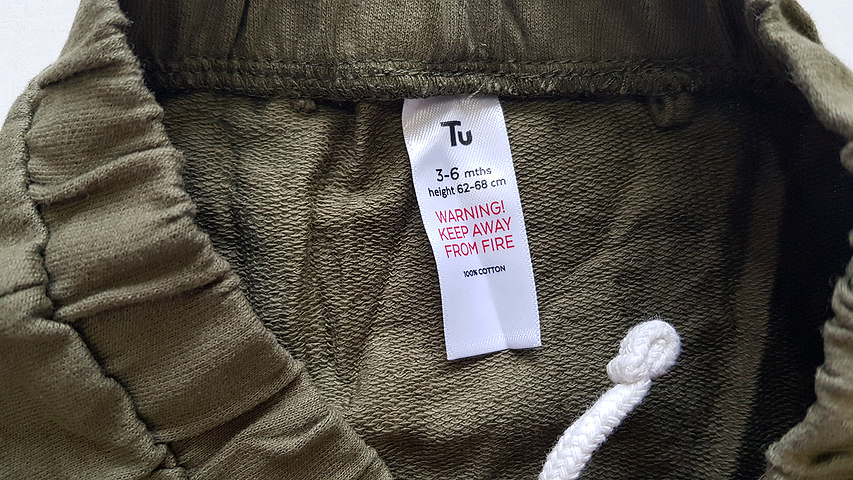 Tu
3-6 mths
height 62-68 cm
WARNING!
KEEP AWAY
FROM FIRE
100% COTTON